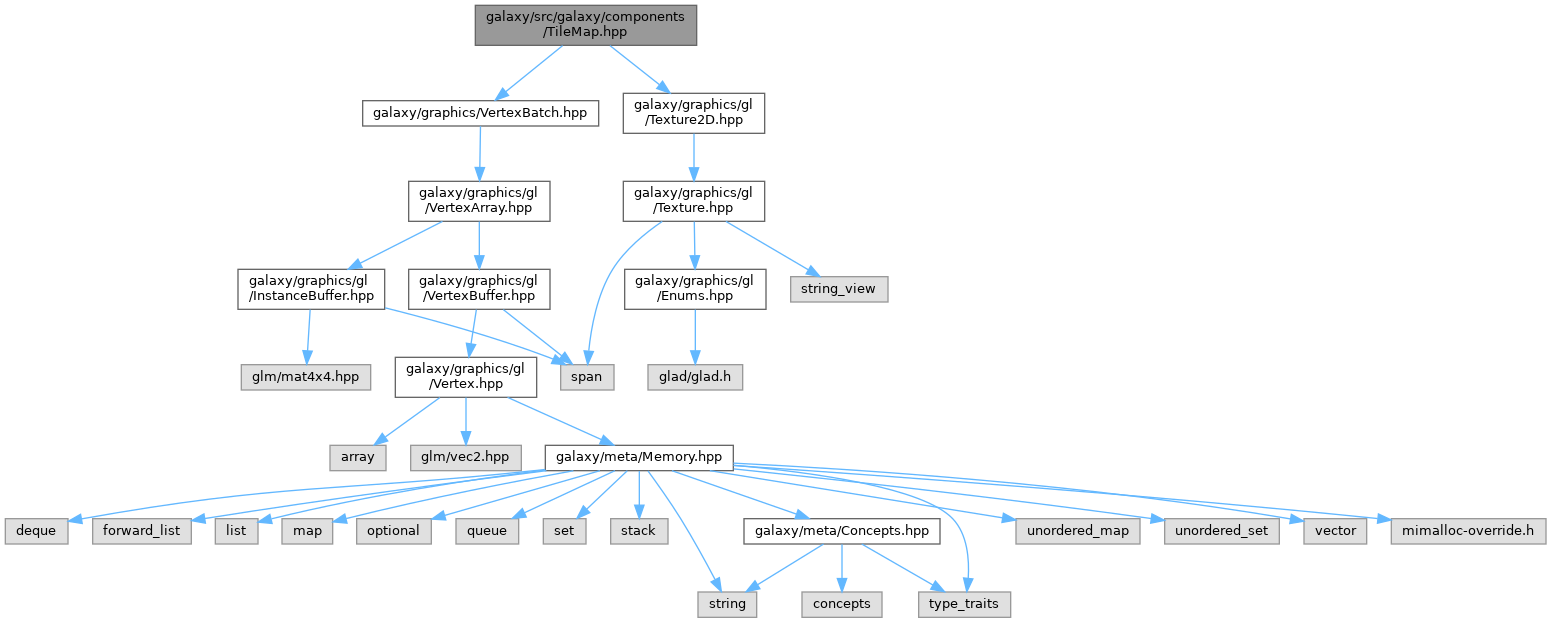 galaxy/src/galaxy/components
/TileMap.hpp
galaxy/graphics/VertexBatch.hpp
galaxy/graphics/gl
/Texture2D.hpp
galaxy/graphics/gl
/VertexArray.hpp
galaxy/graphics/gl
/Texture.hpp
galaxy/graphics/gl
/InstanceBuffer.hpp
galaxy/graphics/gl
/VertexBuffer.hpp
galaxy/graphics/gl
/Enums.hpp
string_view
glm/mat4x4.hpp
galaxy/graphics/gl
/Vertex.hpp
span
glad/glad.h
array
glm/vec2.hpp
galaxy/meta/Memory.hpp
deque
forward_list
list
map
optional
queue
set
stack
galaxy/meta/Concepts.hpp
unordered_map
unordered_set
vector
mimalloc-override.h
string
concepts
type_traits